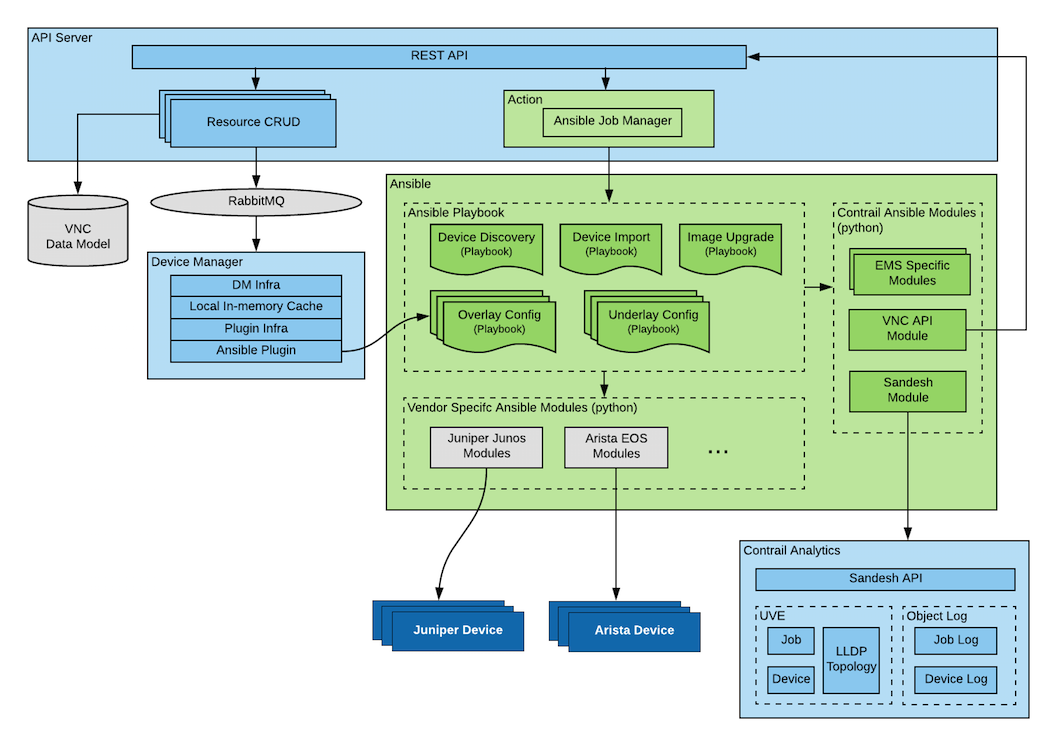 API Server
REST API
Resource CRUD
Action
Ansible Job Manager
VNC
Data Model
RabbitMQ
Device Manager
DM Infra
Local In-memory Cache
Plugin Infra
Ansible Plugin
Ansible
Ansible Playbook
Device Discovery
(Playbook)
Device Import
(Playbook)
Image Upgrade
(Playbook)
Overlay Config
(Playbook)
Underlay Config
(Playbook)
Contrail Ansible Modules
(python)
EMS Specific
Modules
VNC API
Module
Sandesh
Module
Vendor Specifc Ansible Modules (python)
Juniper Junos
Modules
Arista EOS
Modules
...
Juniper Device
Arista Device
Contrail Analytics
Sandesh API
UVE
Job
Device
LLDP
Topology
Object Log
Job Log
Device Log